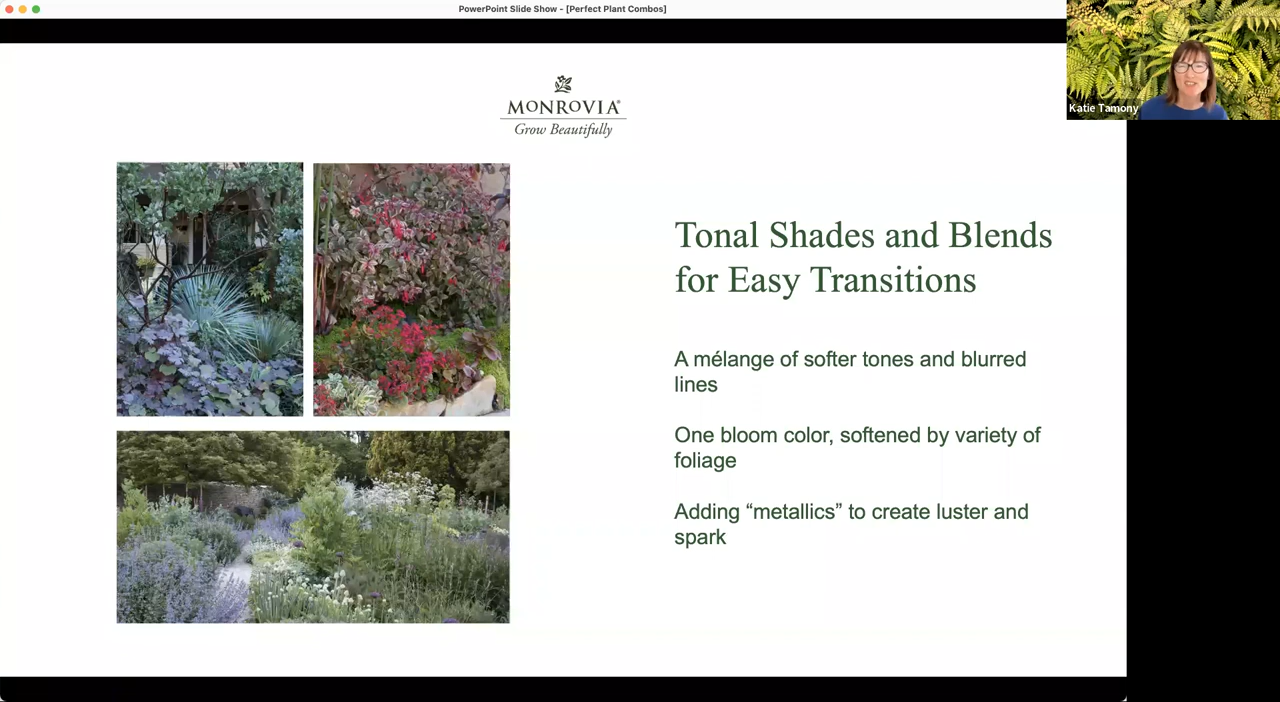 PowerPoint Slide Show - [Perfect Plant Combos]
Katie Tamony
MONROVIA®
Grow Beautifully
Tonal Shades and Blends
for Easy Transitions
A mélange of softer tones and blurred
lines
One bloom color, softened by variety of
foliage
Adding “metallics” to create luster and
spark